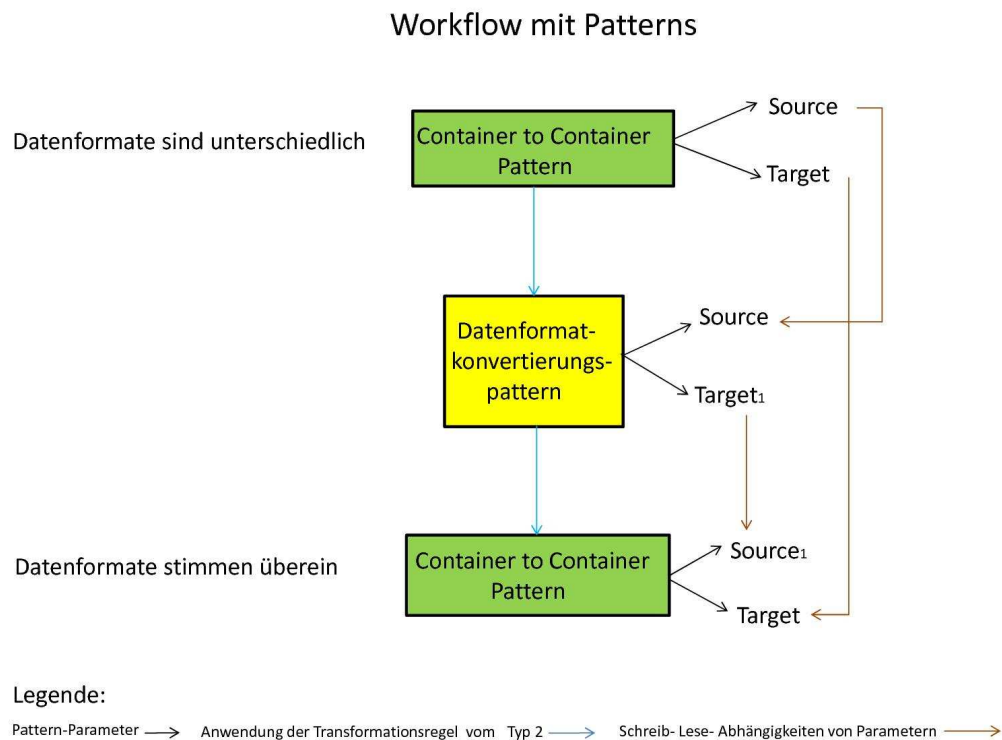 Workflow mit Patterns
Datenformate sind unterschiedlich
Container to Container
Pattern
Source
Target
Datenformat-
konvertierungs-
pattern
Source
Target1
Datenformate stimmen überein
Container to Container
Pattern
Source1
Target
Legende:
Pattern-Parameter
Anwendung der Transformationsregel vom Typ 2
Schreib- Lese- Abhängigkeiten von Parametern